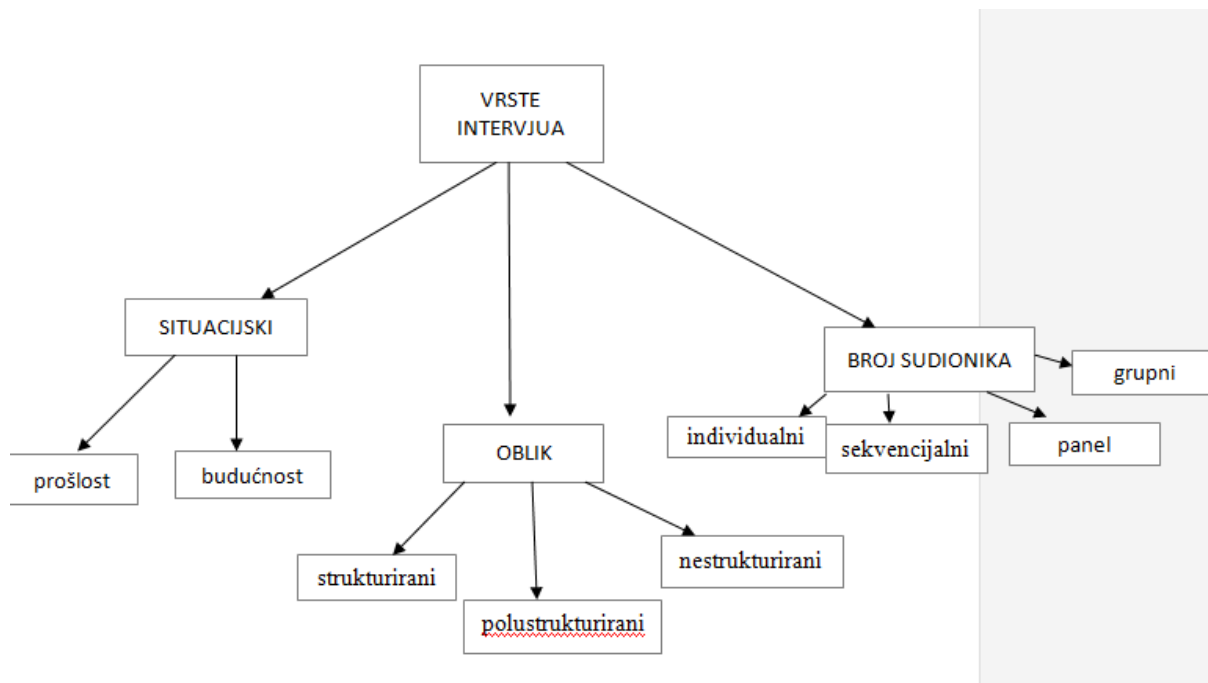 VRSTE
INTERVJUA
SITUACIJSKI
BROJ SUDIONIKA
grupni
individualni
sekvencijalni
panel
OBLIK
prošlost
budućnost
strukturirani
polustrukturirani
nestrukturirani